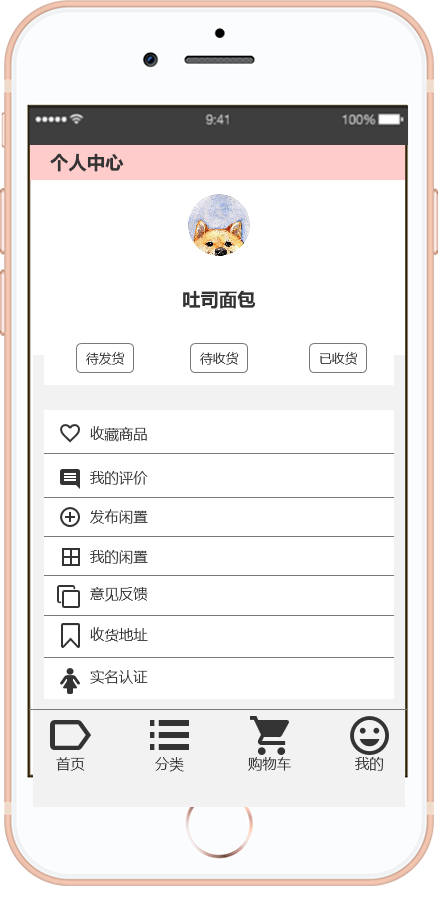 9:41 100%
个人中心
吐司面包
待发货 待收货 已收货
收藏商品
我的评价
发布闲置
我的闲置
意见反馈
收货地址
实名认证
首页 分类 购物车 我的